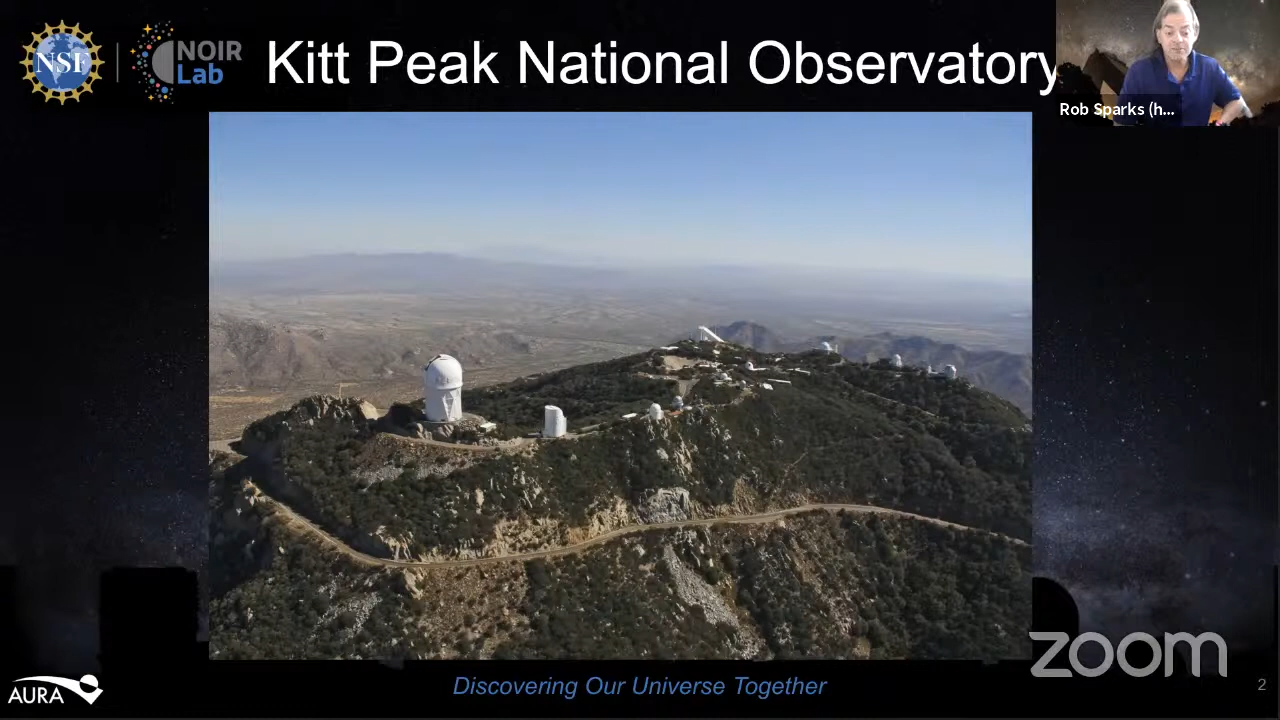 NSF
NOIR
Lab
Kitt Peak National Observatory
Rob Sparks (h...
zoom
AURA
Discovering Our Universe Together
2